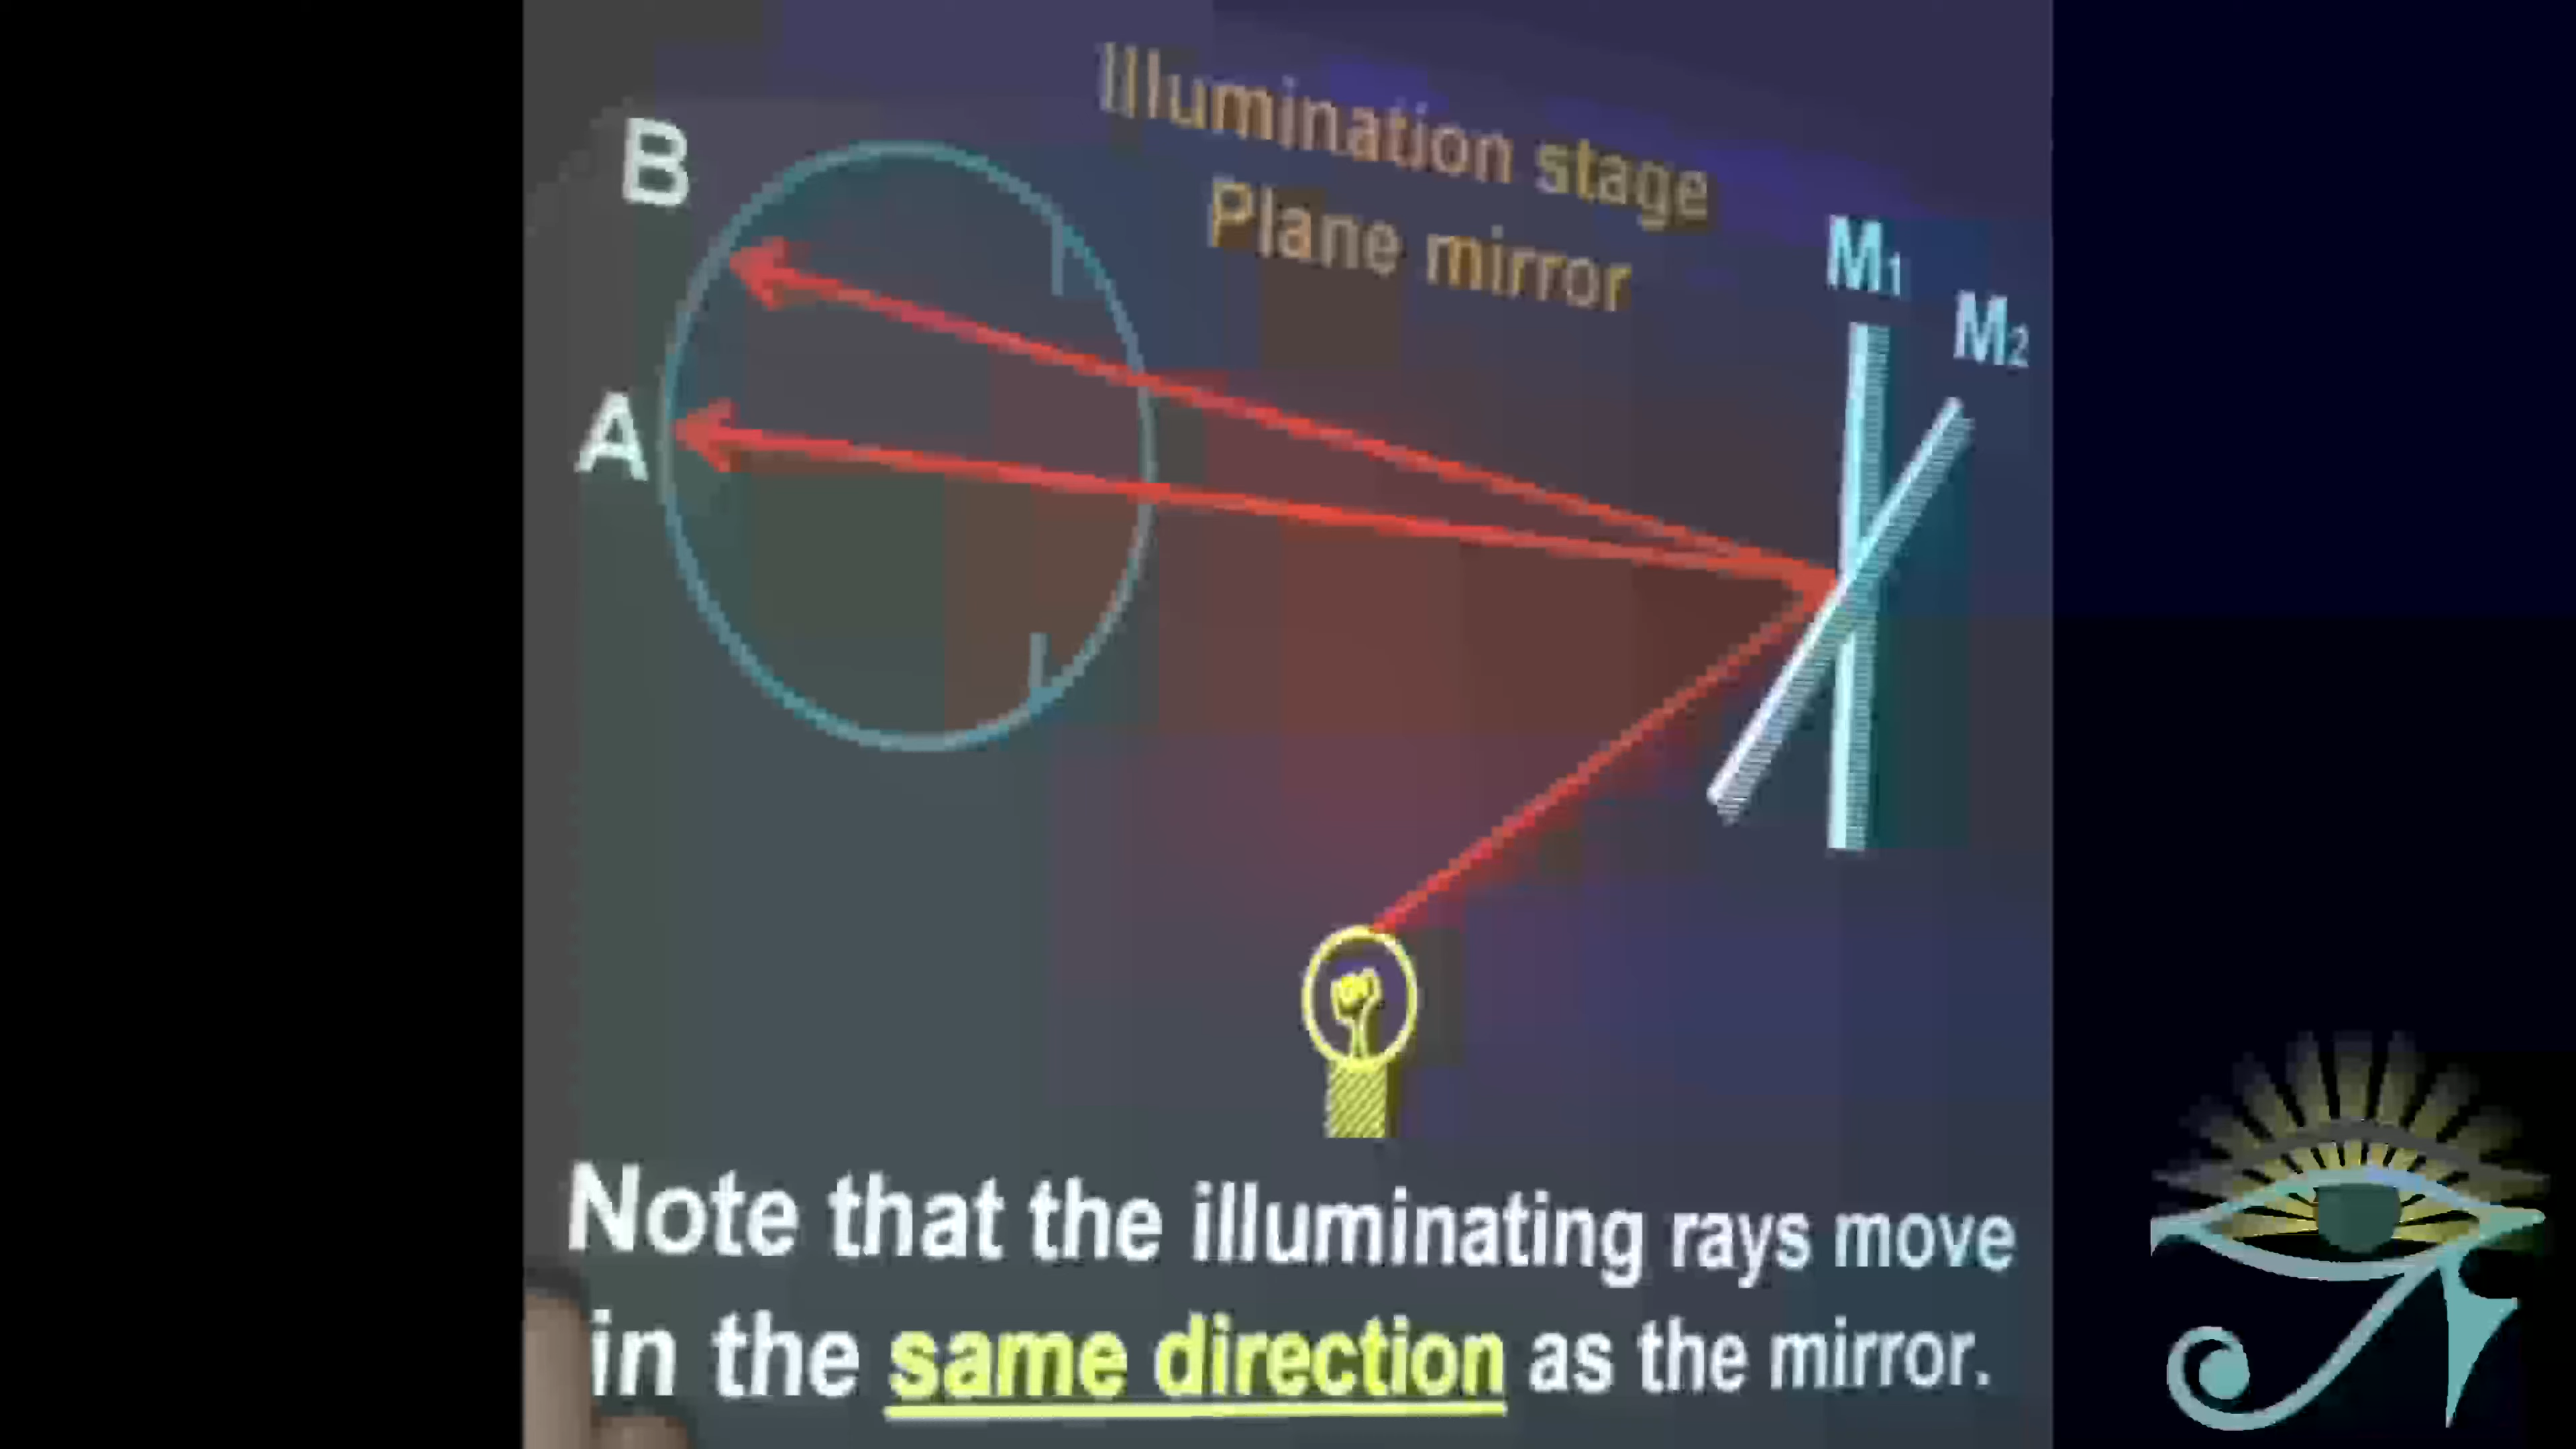 Illumination stage
Plane mirror
B
M1
M2
A
Note that the illuminating rays move
in the same direction as the mirror.